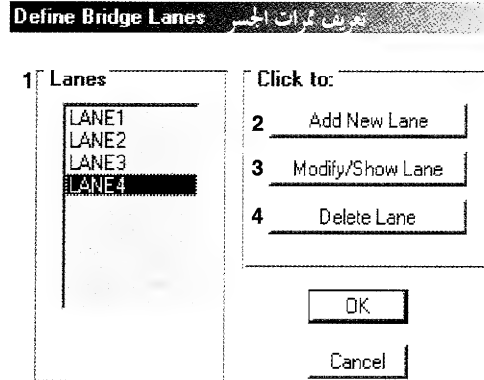 Define Bridge Lanes تعريف ممرات الجسر
1 Lanes
LANE1
LANE2
LANE3
LANE4
Click to:
2 Add New Lane
3 Modify/Show Lane
4 Delete Lane
OK
Cancel